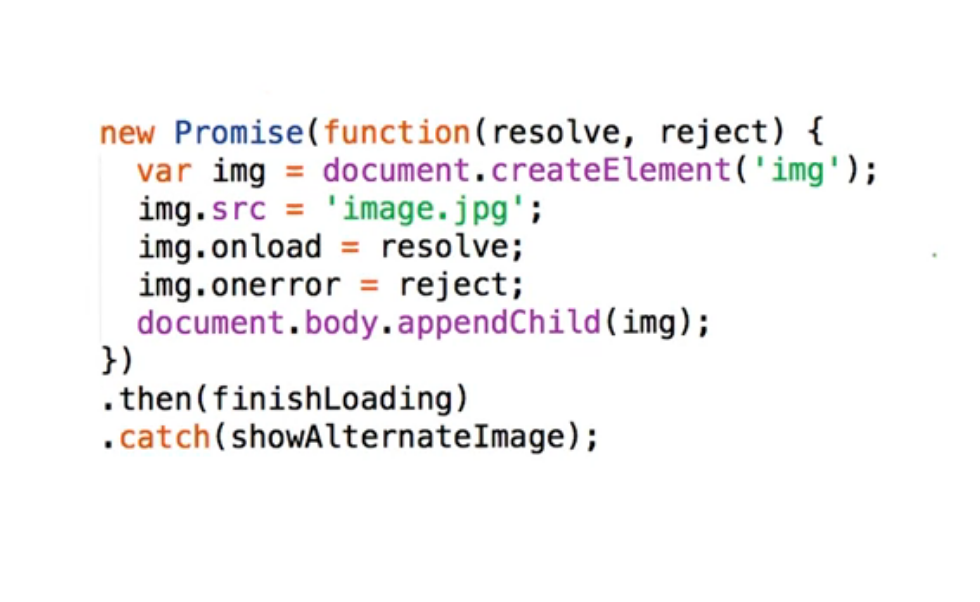 new Promise(function(resolve, reject) {
  var img = document.createElement('img');
  img.src = 'image.jpg';
  img.onload = resolve;
  img.onerror = reject;
  document.body.appendChild(img);
})
.then(finishLoading)
.catch(showAlternateImage);